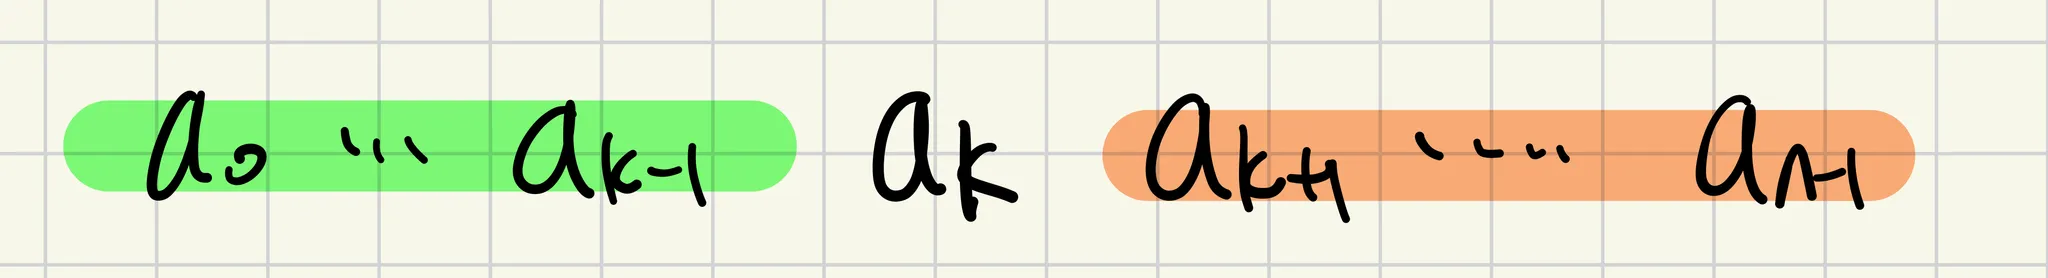 a₀ ... aₖ₋₁ aₖ aₖ₊₁ .... aₙ₋₁